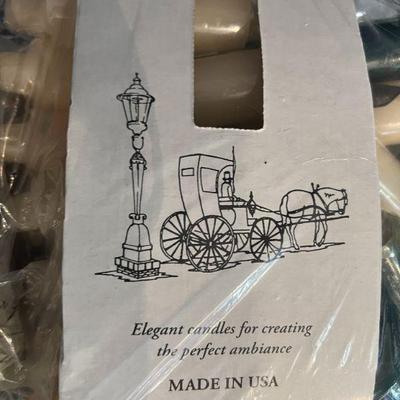 Elegant candles for creating
the perfect ambiance
MADE IN USA